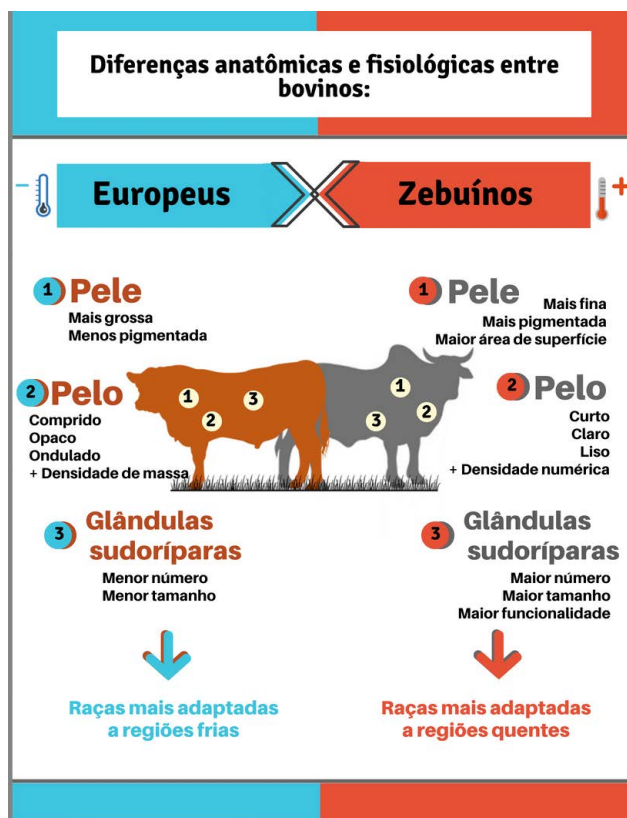 Diferenças anatômicas e fisiológicas entre
bovinos:
- Europeus
Zebuínos +
1 Pele
Mais grossa
Menos pigmentada
1 Pele
Mais fina
Mais pigmentada
Maior área de superfície
2 Pelo
Comprido
Opaco
Ondulado
+ Densidade de massa
1
2
3
1
2
3
2 Pelo
Curto
Claro
Liso
+ Densidade numérica
3 Glândulas
sudoríparas
Menor número
Menor tamanho
3 Glândulas
sudoríparas
Maior número
Maior tamanho
Maior funcionalidade
Raças mais adaptadas
a regiões frias
Raças mais adaptadas
a regiões quentes